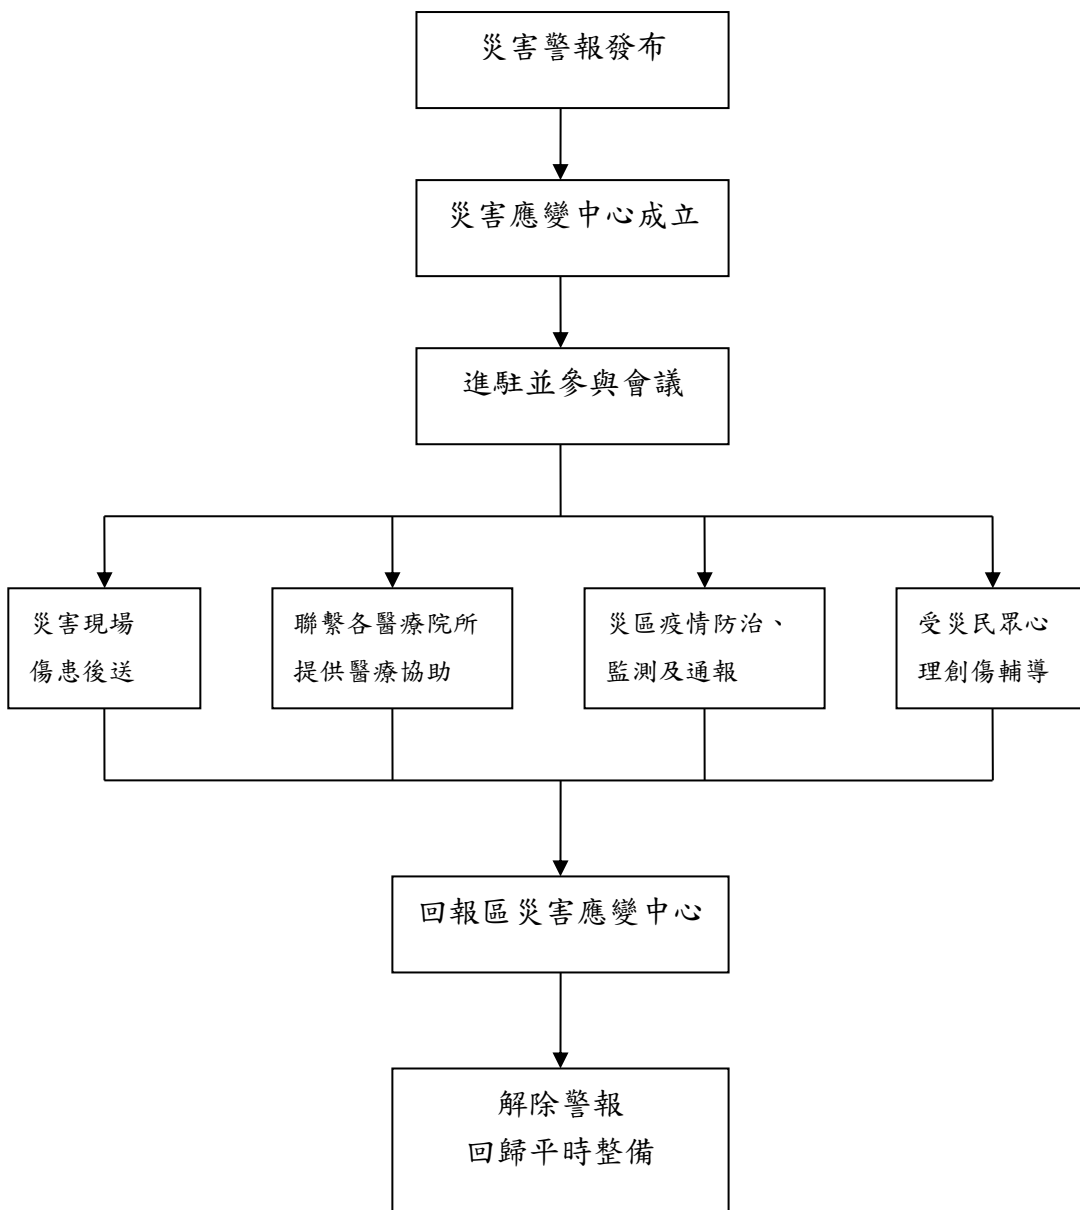 災害警報發布
災害應變中心成立
進駐並參與會議
災害現場
傷患後送
聯繫各醫療院所
提供醫療協助
災區疫情防治、
監測及通報
受災民眾心
理創傷輔導
回報區災害應變中心
解除警報
回歸平時整備